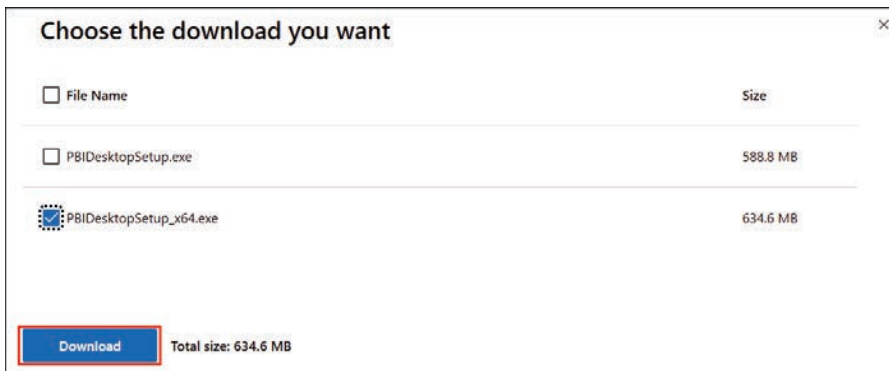 Choose the download you want
File Name Size
PBIDesktopSetup.exe 588.8 MB
PBIDesktopSetup_x64.exe 634.6 MB
Download Total size: 634.6 MB